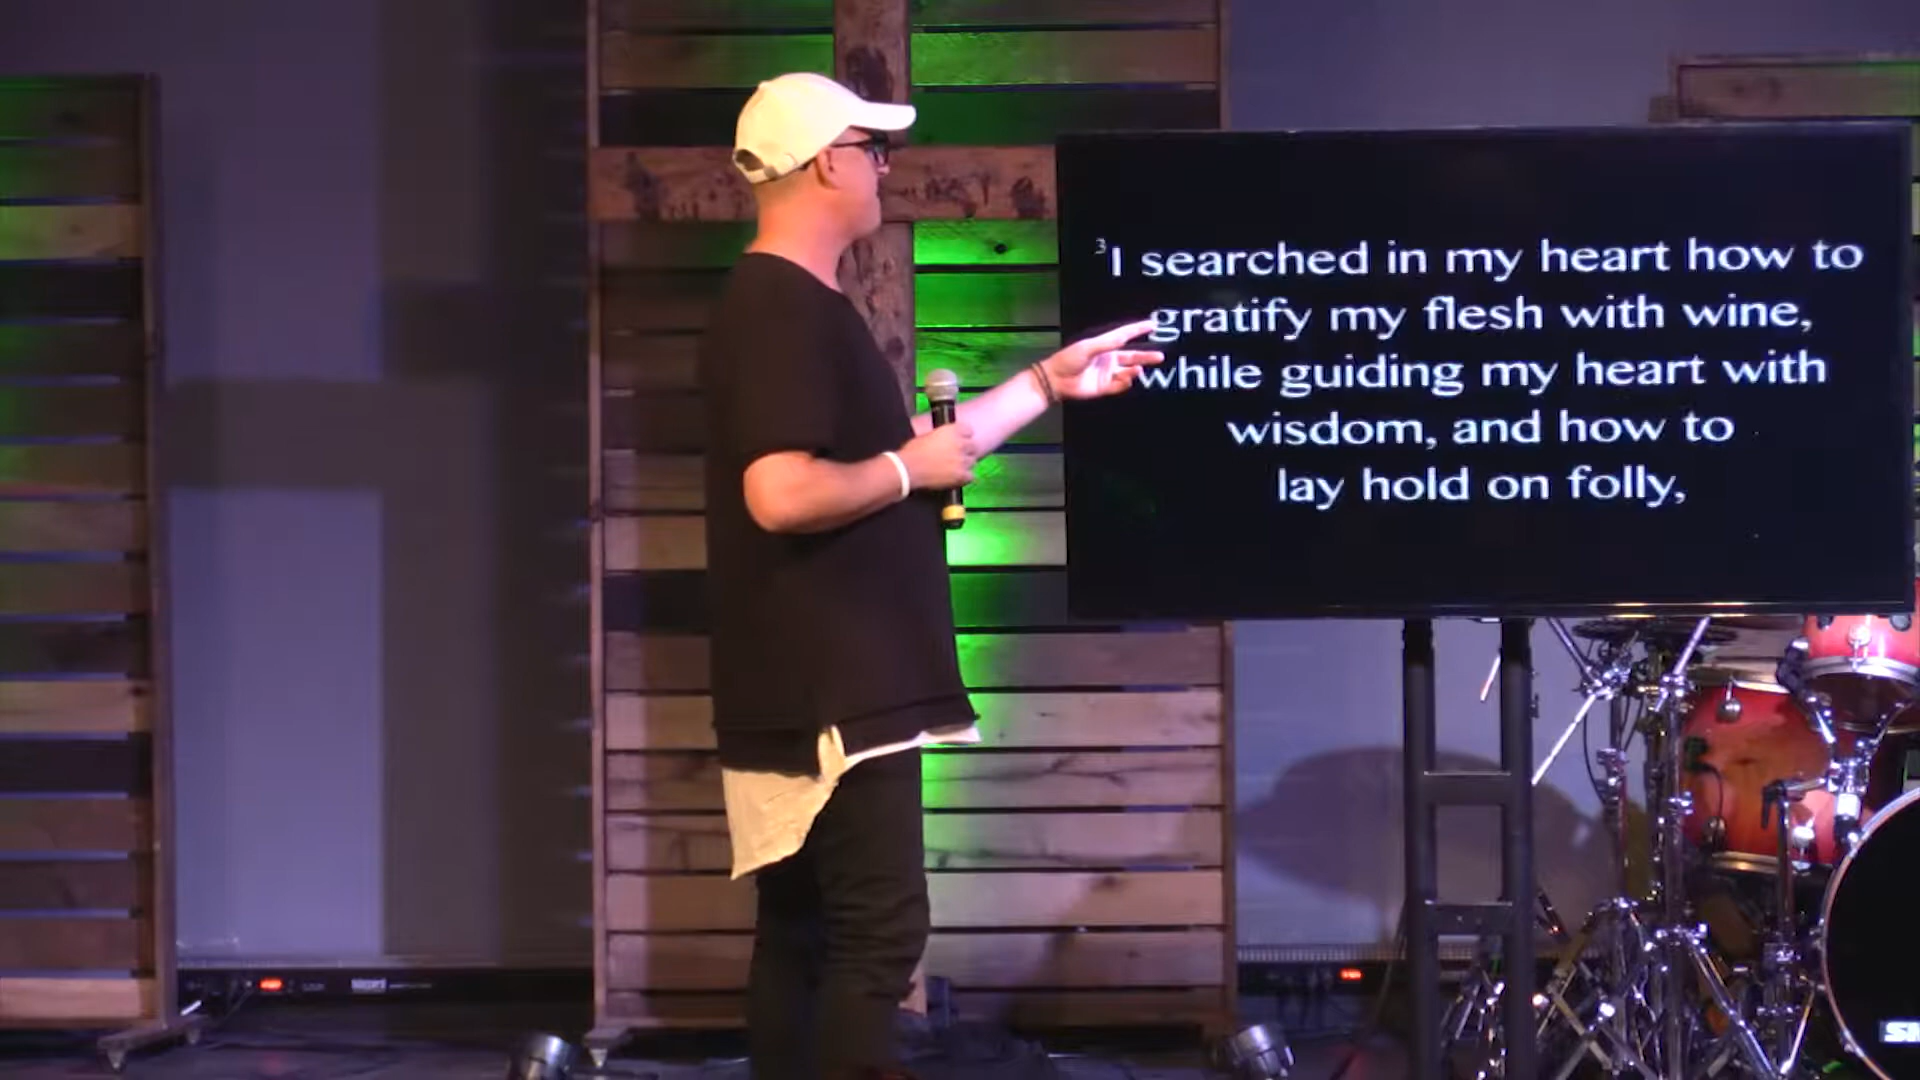 ³I searched in my heart how to
gratify my flesh with wine,
while guiding my heart with
wisdom, and how to
lay hold on folly,